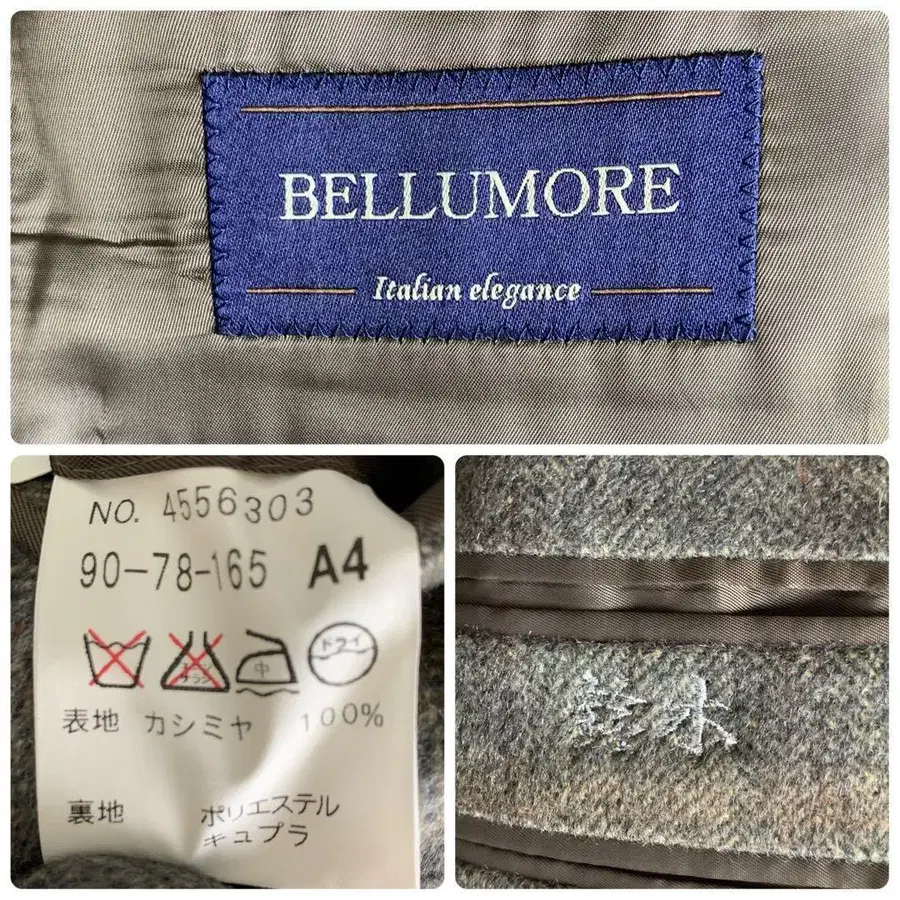 BELLUMORE
Italian elegance
NO. 4556303
90-78-165 A4
中 ドライ
表地 カシミヤ 100%
裏地 ポリエステル
キュプラ
鈴木